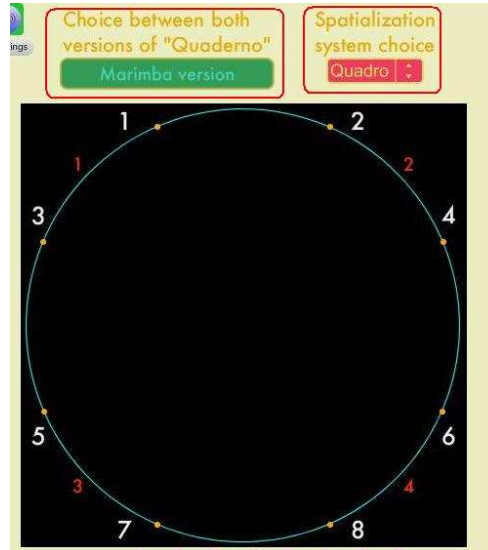 Choice between both
versions of "Quaderno"
Marimba version
Spatialization
system choice
Quadro
ings
1
2
1
2
3
4
5
6
3
4
7
8